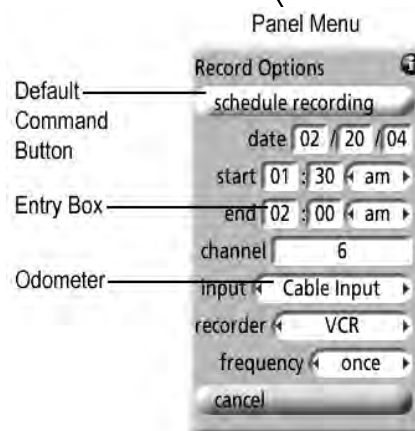 Panel Menu
Record Options
Default Command Button
schedule recording
date 02 / 20 / 04
start 01 : 30 am
Entry Box
end 02 : 00 am
channel 6
Odometer
input Cable Input
recorder VCR
frequency once
cancel